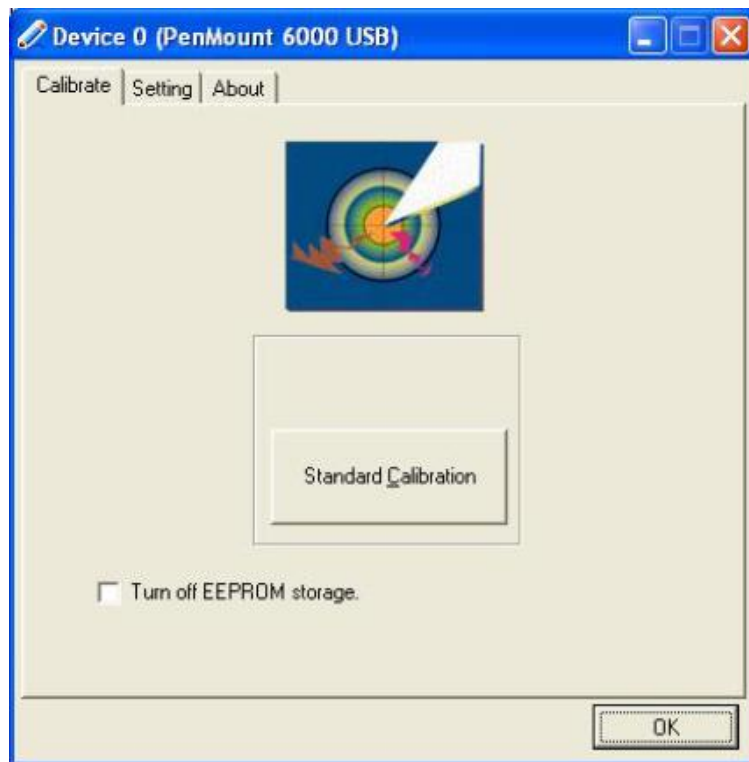 Device 0 (PenMount 6000 USB)
Calibrate Setting About
Standard Calibration
Turn off EEPROM storage.
OK